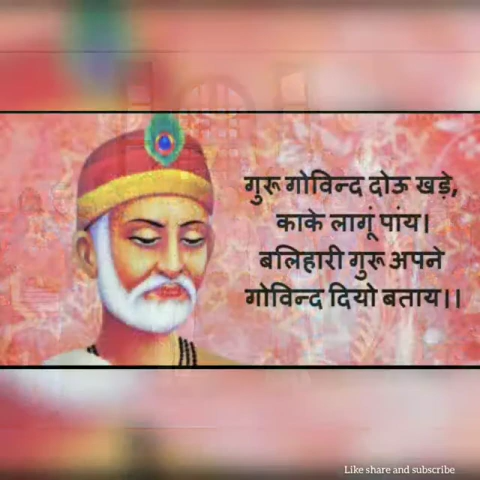 गुरू गोविन्द दोऊ खड़े,
काके लागूं पांय।
बलिहारी गुरू अपने
गोविन्द दियो बताय।।
Like share and subscribe